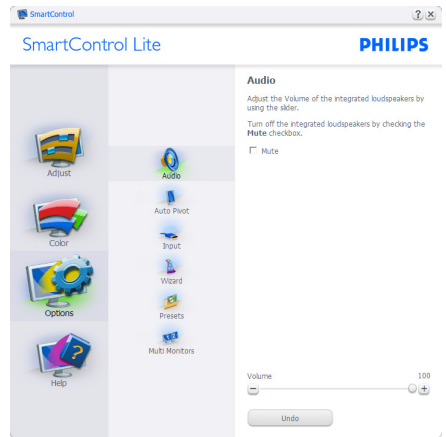 SmartControl
SmartControl Lite
PHILIPS
Adjust
Color
Options
Help
Audio
Auto Pivot
Input
Wizard
Presets
Multi Monitors
Audio
Adjust the Volume of the integrated loudspeakers by
using the slider.
Turn off the integrated loudspeakers by checking the
Mute checkbox.
Mute
Volume 100
Undo